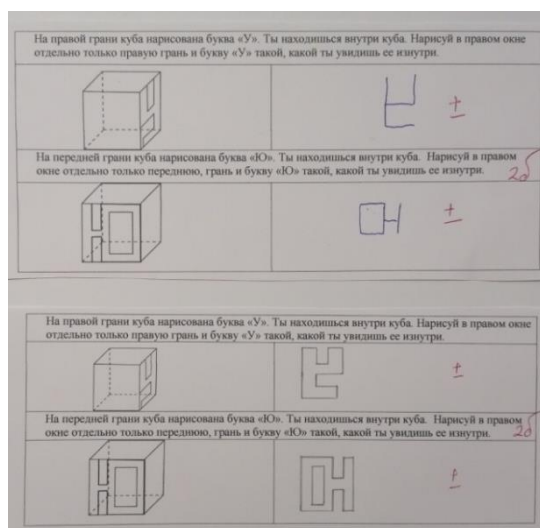 На правой грани куба нарисована буква «У». Ты находишься внутри куба. Нарисуй в правом окне
отдельно только правую грань и букву «У» такой, какой ты увидишь ее изнутри.
±
На передней грани куба нарисована буква «Ю». Ты находишься внутри куба. Нарисуй в правом
окне отдельно только переднюю, грань и букву «Ю» такой, какой ты увидишь ее изнутри.
2б
±
На правой грани куба нарисована буква «У». Ты находишься внутри куба. Нарисуй в правом окне
отдельно только правую грань и букву «У» такой, какой ты увидишь ее изнутри.
±
На передней грани куба нарисована буква «Ю». Ты находишься внутри куба. Нарисуй в правом
окне отдельно только переднюю, грань и букву «Ю» такой, какой ты увидишь ее изнутри.
2б
±